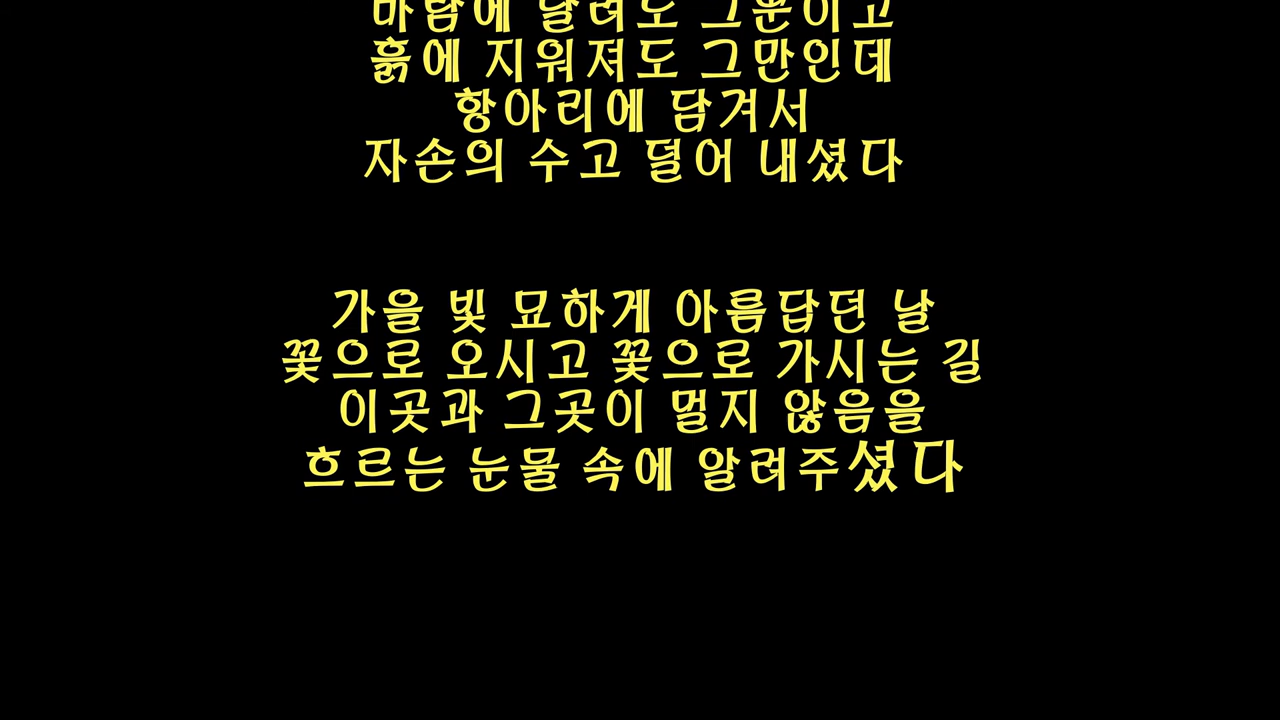 흙에 지워져도 그만인데
항아리에 담겨서
자손의 수고 덜어 내셨다
가을 빛 묘하게 아름답던 날
꽃으로 오시고 꽃으로 가시는 길
이곳과 그곳이 멀지 않음을
흐르는 눈물 속에 알려주셨다